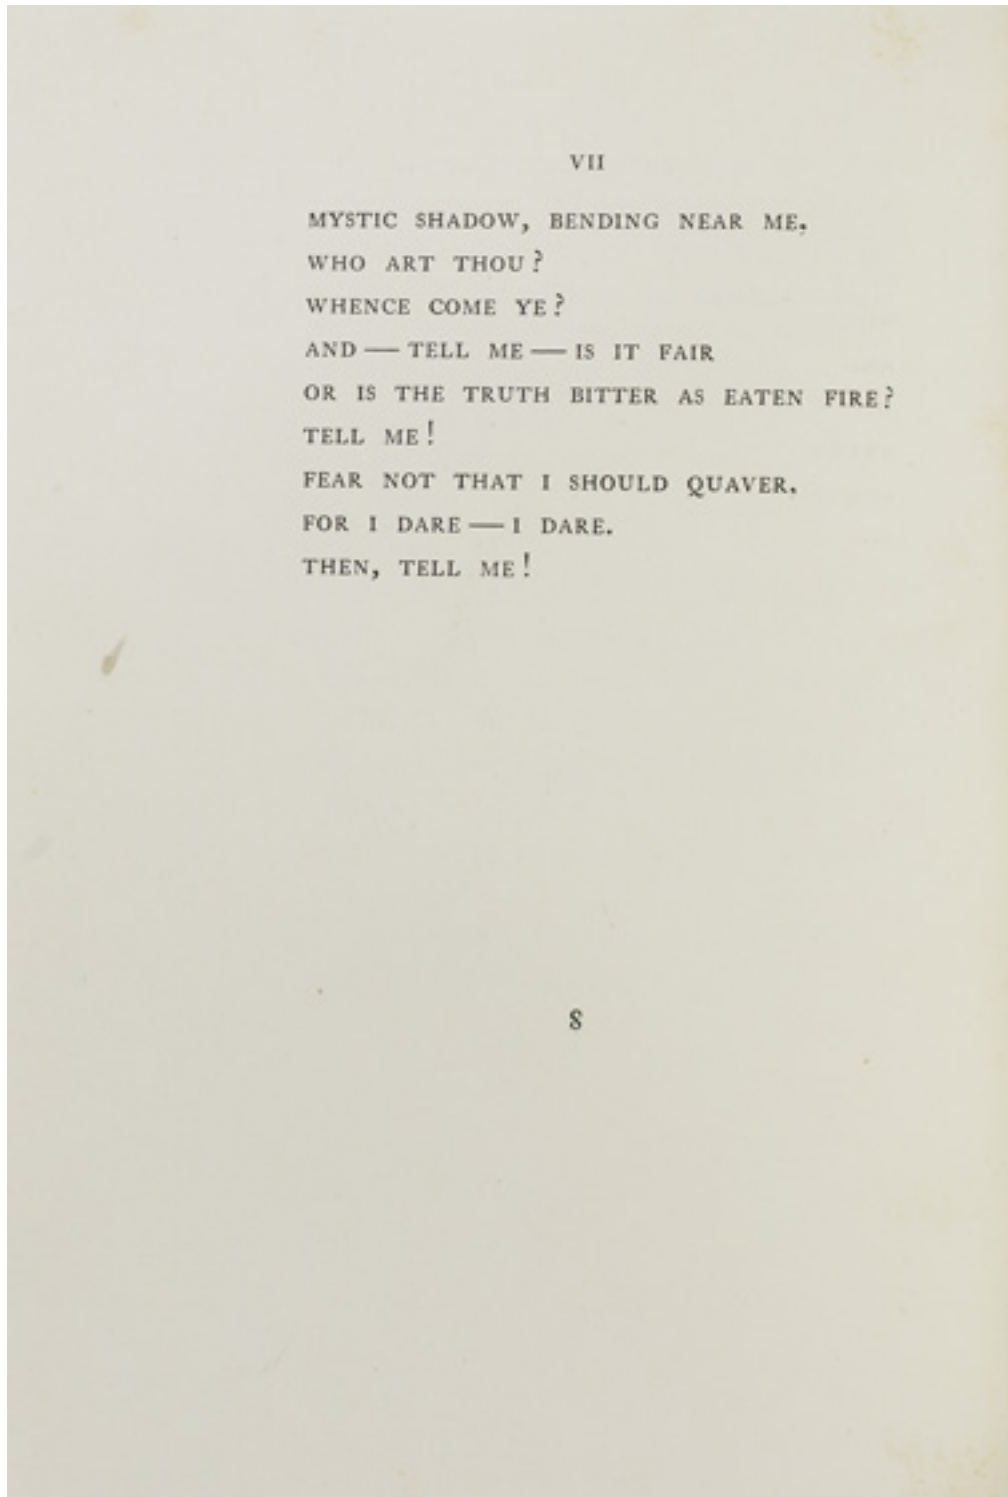 VII
MYSTIC SHADOW, BENDING NEAR ME,
WHO ART THOU?
WHENCE COME YE?
AND — TELL ME — IS IT FAIR
OR IS THE TRUTH BITTER AS EATEN FIRE?
TELL ME!
FEAR NOT THAT I SHOULD QUAVER.
FOR I DARE — I DARE.
THEN, TELL ME!
8